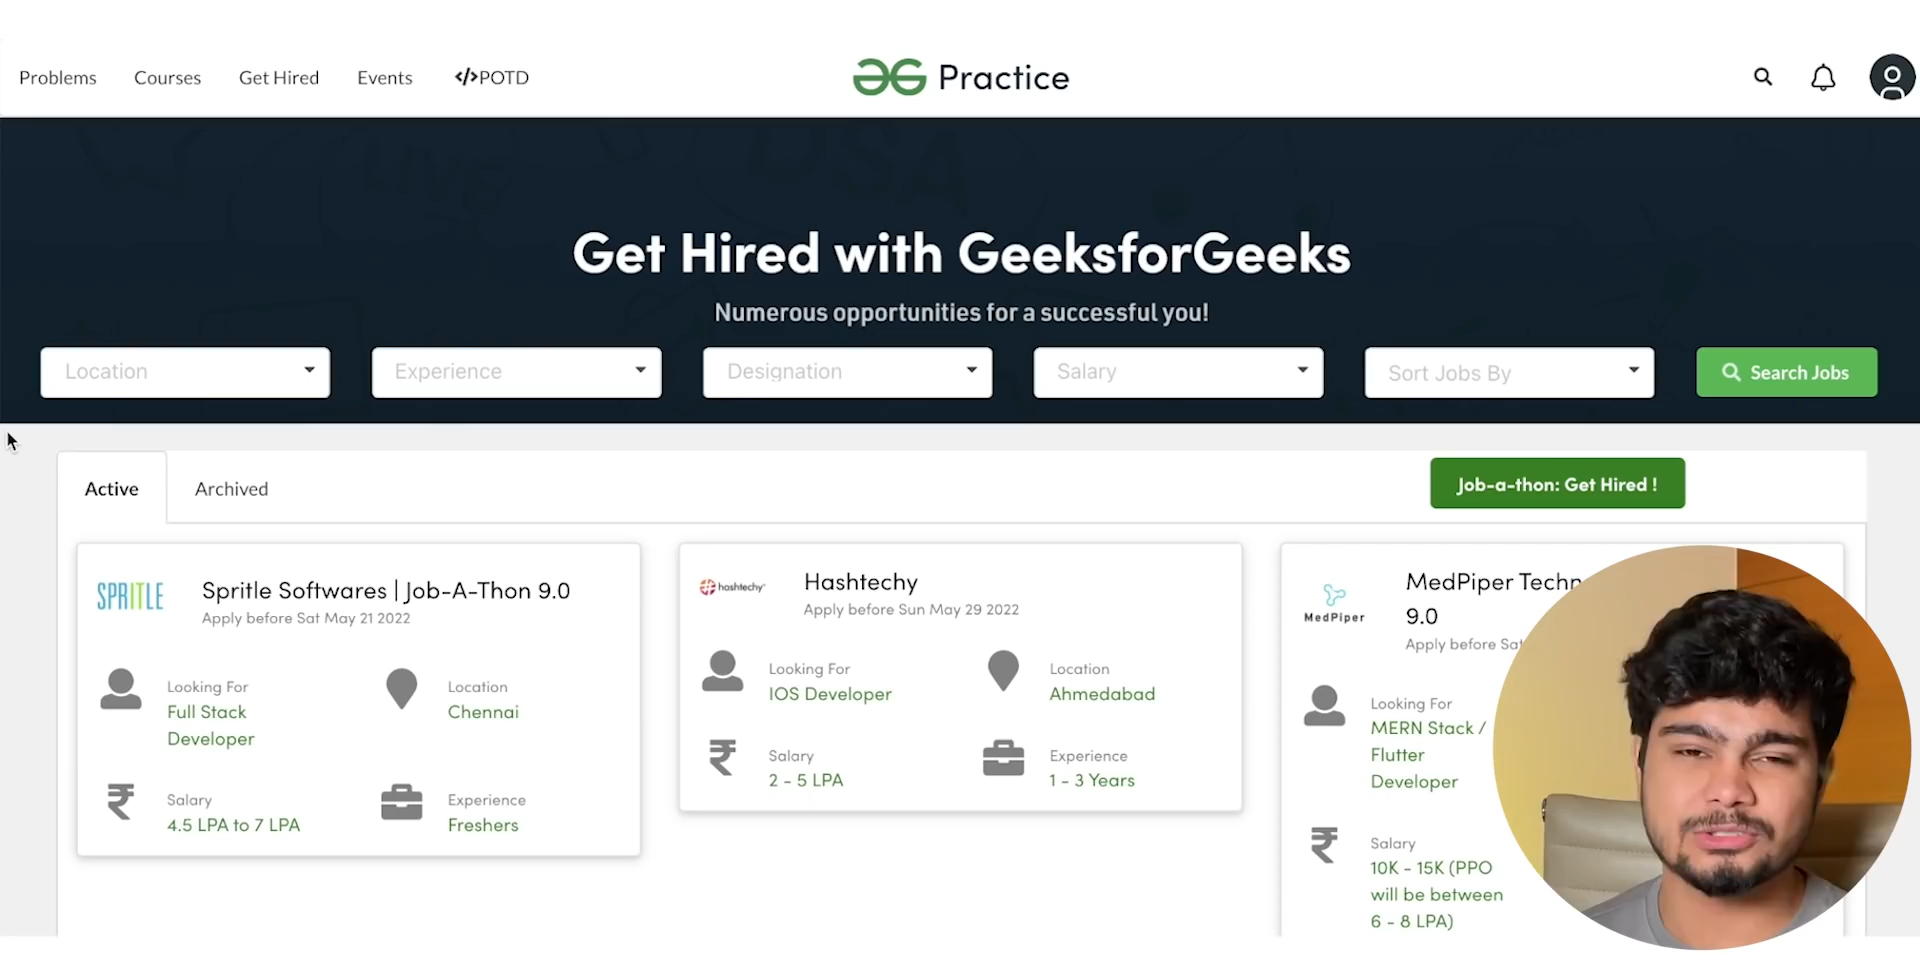 Problems
Courses
Get Hired
Events
</>POTD
Practice
Get Hired with GeeksforGeeks
Numerous opportunities for a successful you!
Location
Experience
Designation
Salary
Sort Jobs By
Search Jobs
Active
Archived
Job-a-thon: Get Hired !
SPRITLE
Spritle Softwares | Job-A-Thon 9.0
Apply before Sat May 21 2022
Looking For
Full Stack
Developer
Location
Chennai
Salary
4.5 LPA to 7 LPA
Experience
Freshers
hashtechy
Hashtechy
Apply before Sun May 29 2022
Looking For
IOS Developer
Location
Ahmedabad
Salary
2 - 5 LPA
Experience
1 - 3 Years
MedPiper
MedPiper Techn
9.0
Apply before Sat
Looking For
MERN Stack /
Flutter
Developer
Salary
10K - 15K (PPO
will be between
6 - 8 LPA)